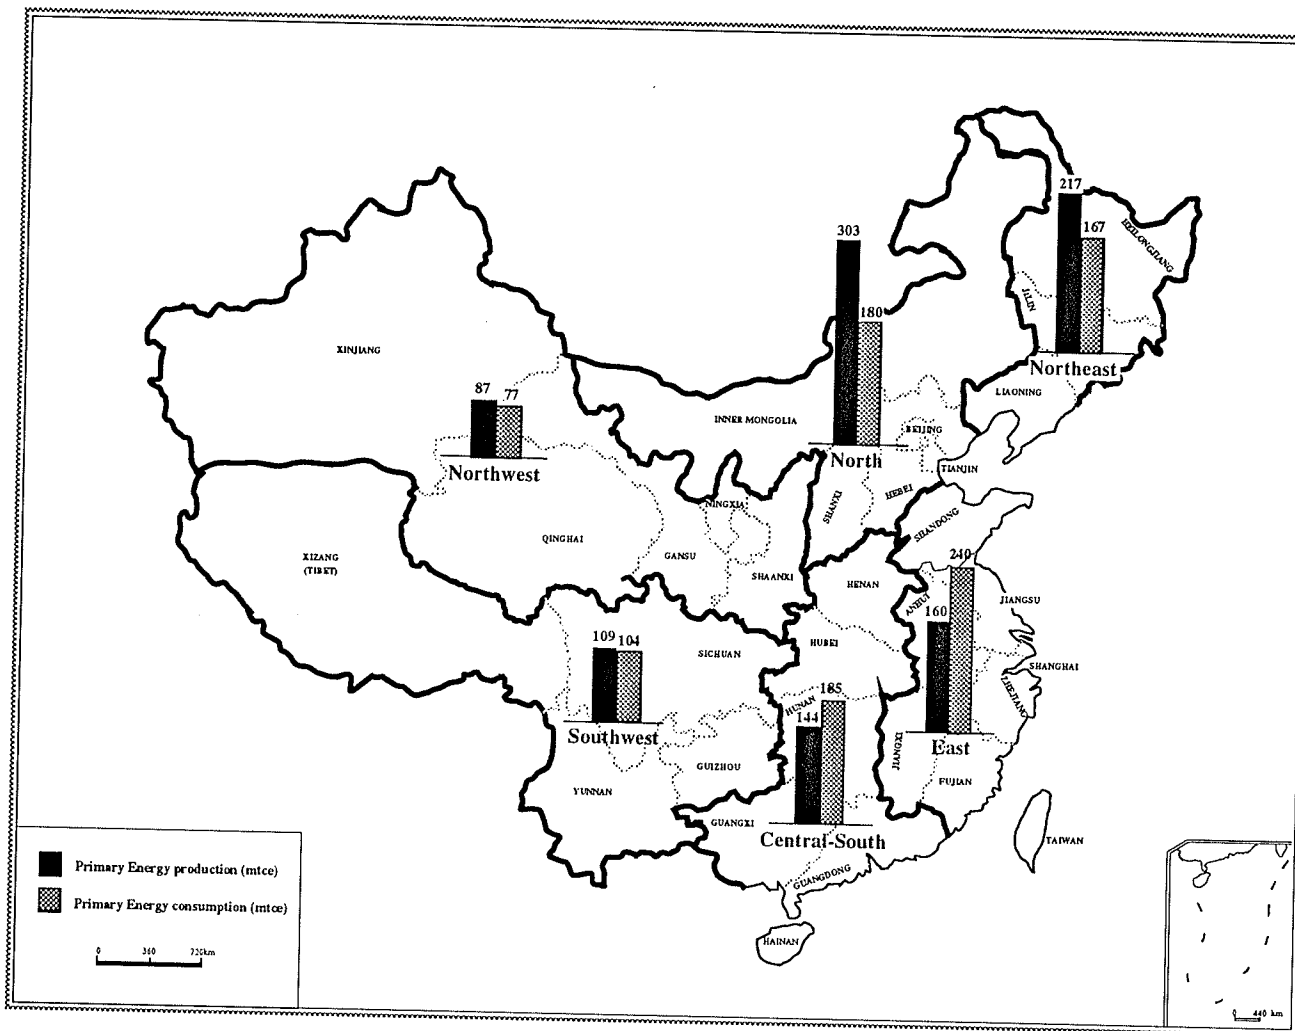 217
167
HEILONGJIANG
303
JILIN
180
XINJIANG
Northeast
LIAONING
87
77
INNER MONGOLIA
BEIJING
North
TIANJIN
Northwest
HEBEI
SHANXI
NINGXIA
SHANDONG
QINGHAI
GANSU
240
XIZANG
(TIBET)
SHAANXI
HENAN
ANHUI
JIANGSU
160
109
104
SICHUAN
HUBEI
SHANGHAI
ZHEJIANG
185
HUNAN
144
Southwest
East
JIANGXI
GUIZHOU
FUJIAN
YUNNAN
GUANGXI
Central-South
TAIWAN
GUANGDONG
HAINAN
Primary Energy production (mtce)
Primary Energy consumption (mtce)
0 360 720km
0 440 km